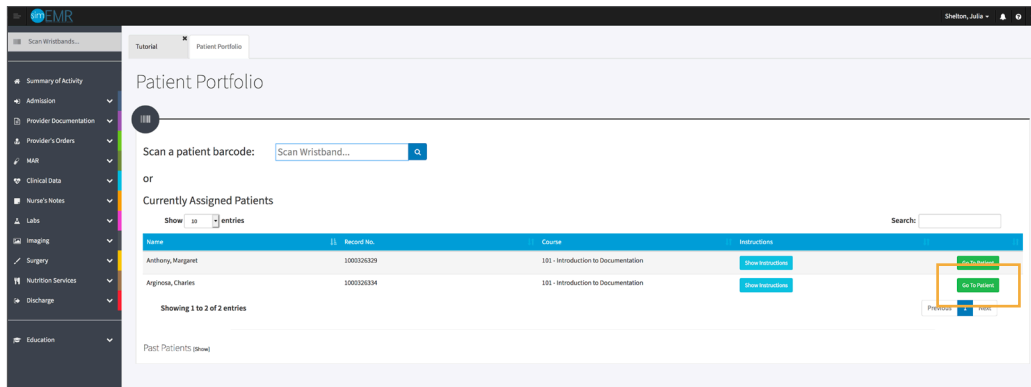 simEMR
Shelton, Julia
Scan Wristbands...
Tutorial
Patient Portfolio
Summary of Activity
Admission
Provider Documentation
Provider's Orders
MAR
Clinical Data
Nurse's Notes
Labs
Imaging
Surgery
Nutrition Services
Discharge
Education
Patient Portfolio
Scan a patient barcode: Scan Wristband...
or
Currently Assigned Patients
Show 10 entries Search:
Name Record No. Course Instructions
Anthony, Margaret 1000326329 101 - Introduction to Documentation Show Instructions Go To Patient
Arginosa, Charles 1000326334 101 - Introduction to Documentation Show Instructions Go To Patient
Showing 1 to 2 of 2 entries Previous 1 Next
Past Patients [Show]